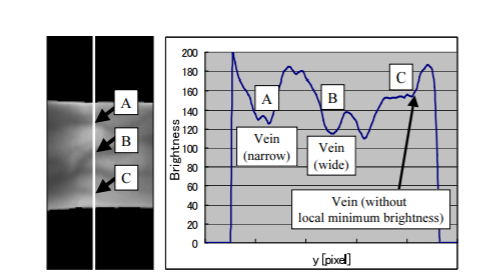 A
B
C
200
180
160
140
120
100
80
60
40
20
0
Brightness
A
B
C
Vein
(narrow)
Vein
(wide)
Vein (without
local minimum brightness)
y [pixel]